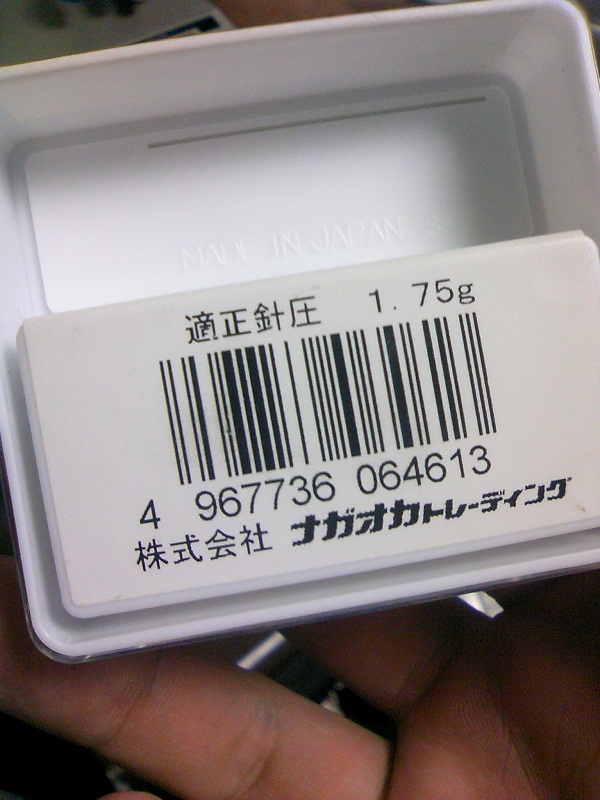 MADE IN JAPAN
適正針圧 1.75g
4 967736 064613
株式会社 ナガオカトレーディング